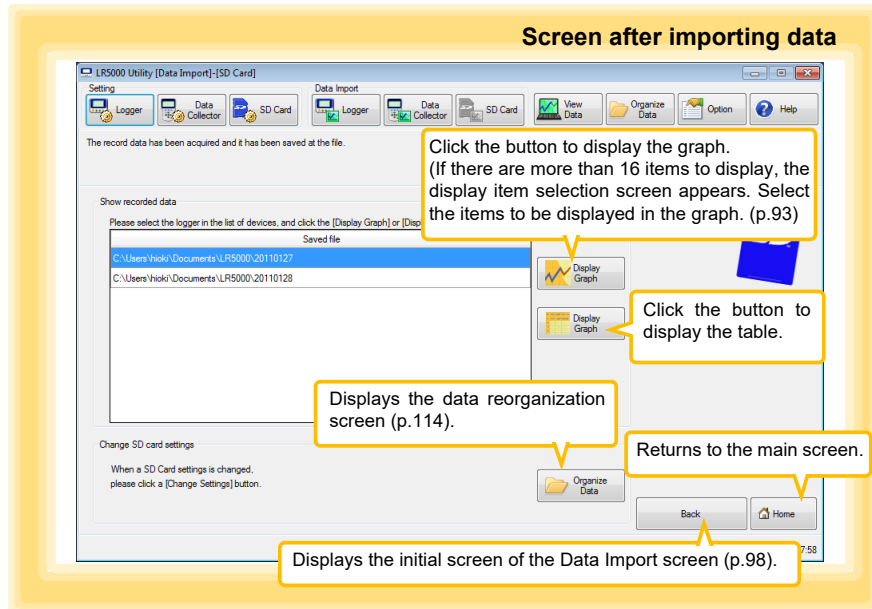 Screen after importing data
LR5000 Utility [Data Import]-[SD Card]
Setting
Data Import
Logger
Data
Collector
SD Card
Logger
Data
Collector
SD Card
View
Data
Organize
Data
Option
Help
The record data has been acquired and it has been saved at the file.
Click the button to display the graph.
(If there are more than 16 items to display, the
display item selection screen appears. Select
the items to be displayed in the graph. (p.93)
Show recorded data
Please select the logger in the list of devices, and click the [Display Graph] or [Disp
Saved file
C:\Users\hioki\Documents\LR5000\20110127
C:\Users\hioki\Documents\LR5000\20110128
Display
Graph
Display
Graph
Click the button to
display the table.
Displays the data reorganization
screen (p.114).
Change SD card settings
When a SD Card settings is changed,
please click a [Change Settings] button.
Organize
Data
Returns to the main screen.
Back
Home
Displays the initial screen of the Data Import screen (p.98).
7:58